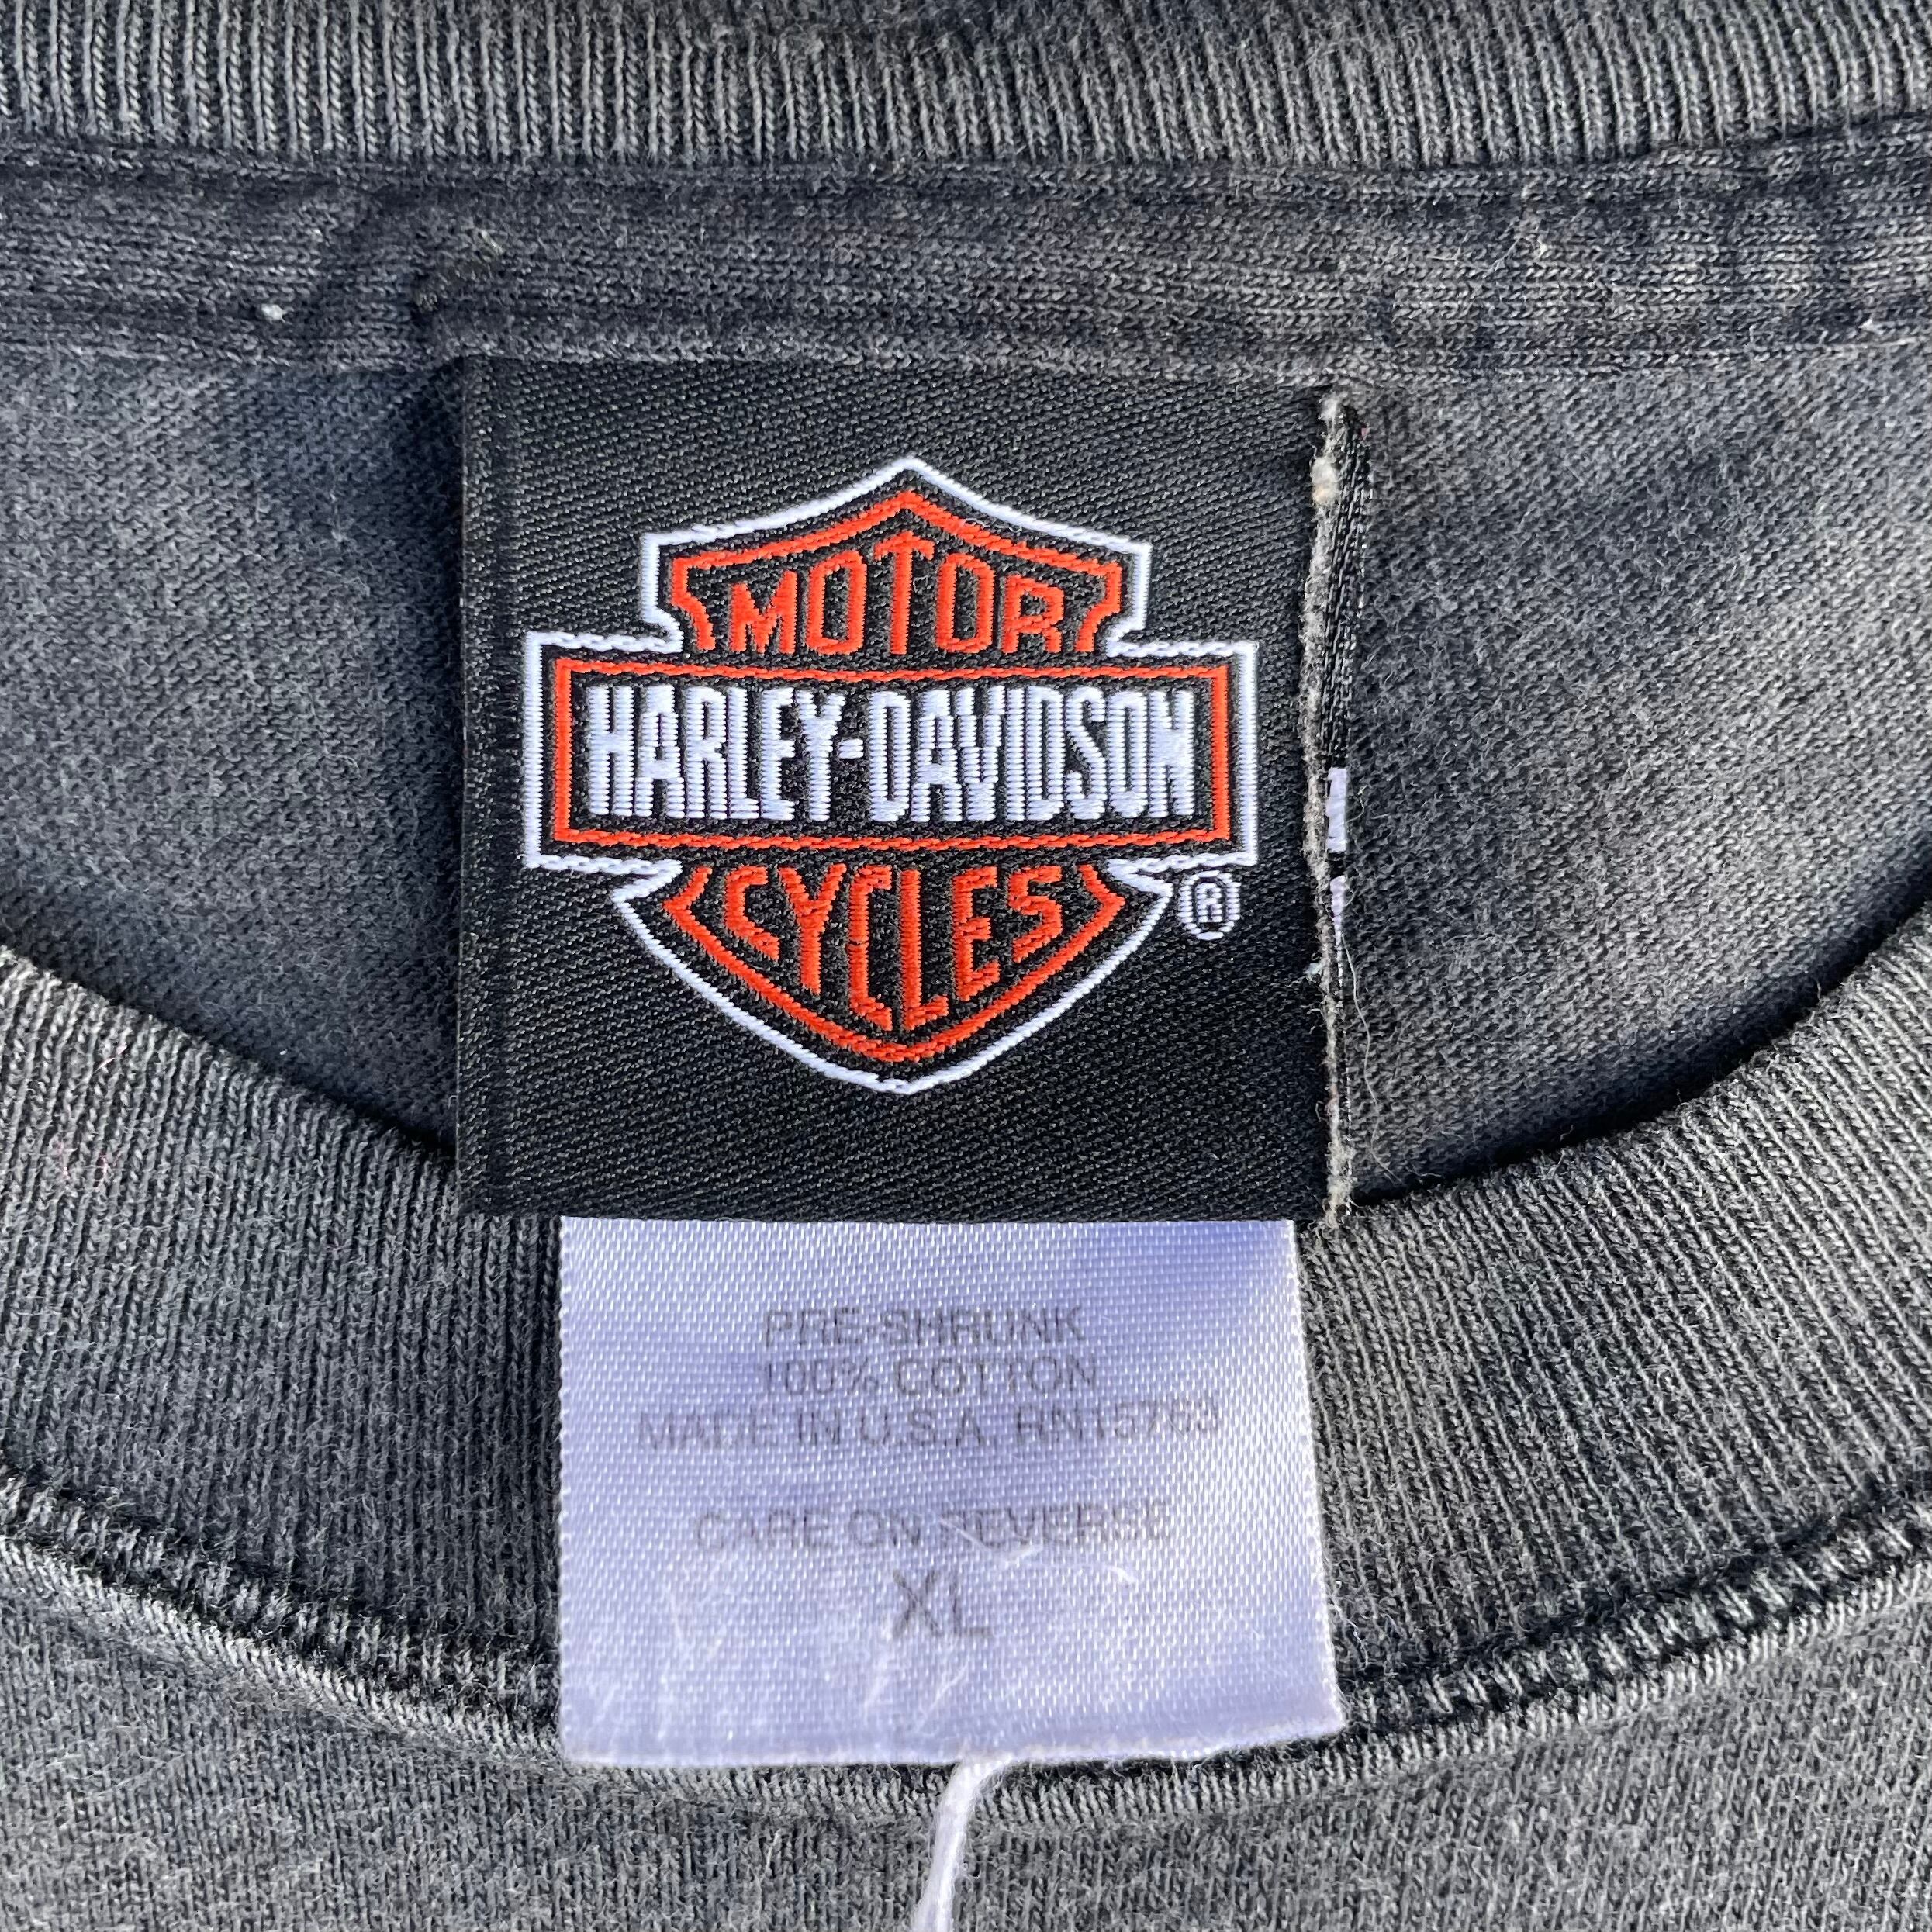 MOTOR
HARLEY-DAVIDSON
CYCLES
®
PRE-SHRUNK
100% COTTON
MADE IN U.S.A. RN15763
CARE ON REVERSE
XL